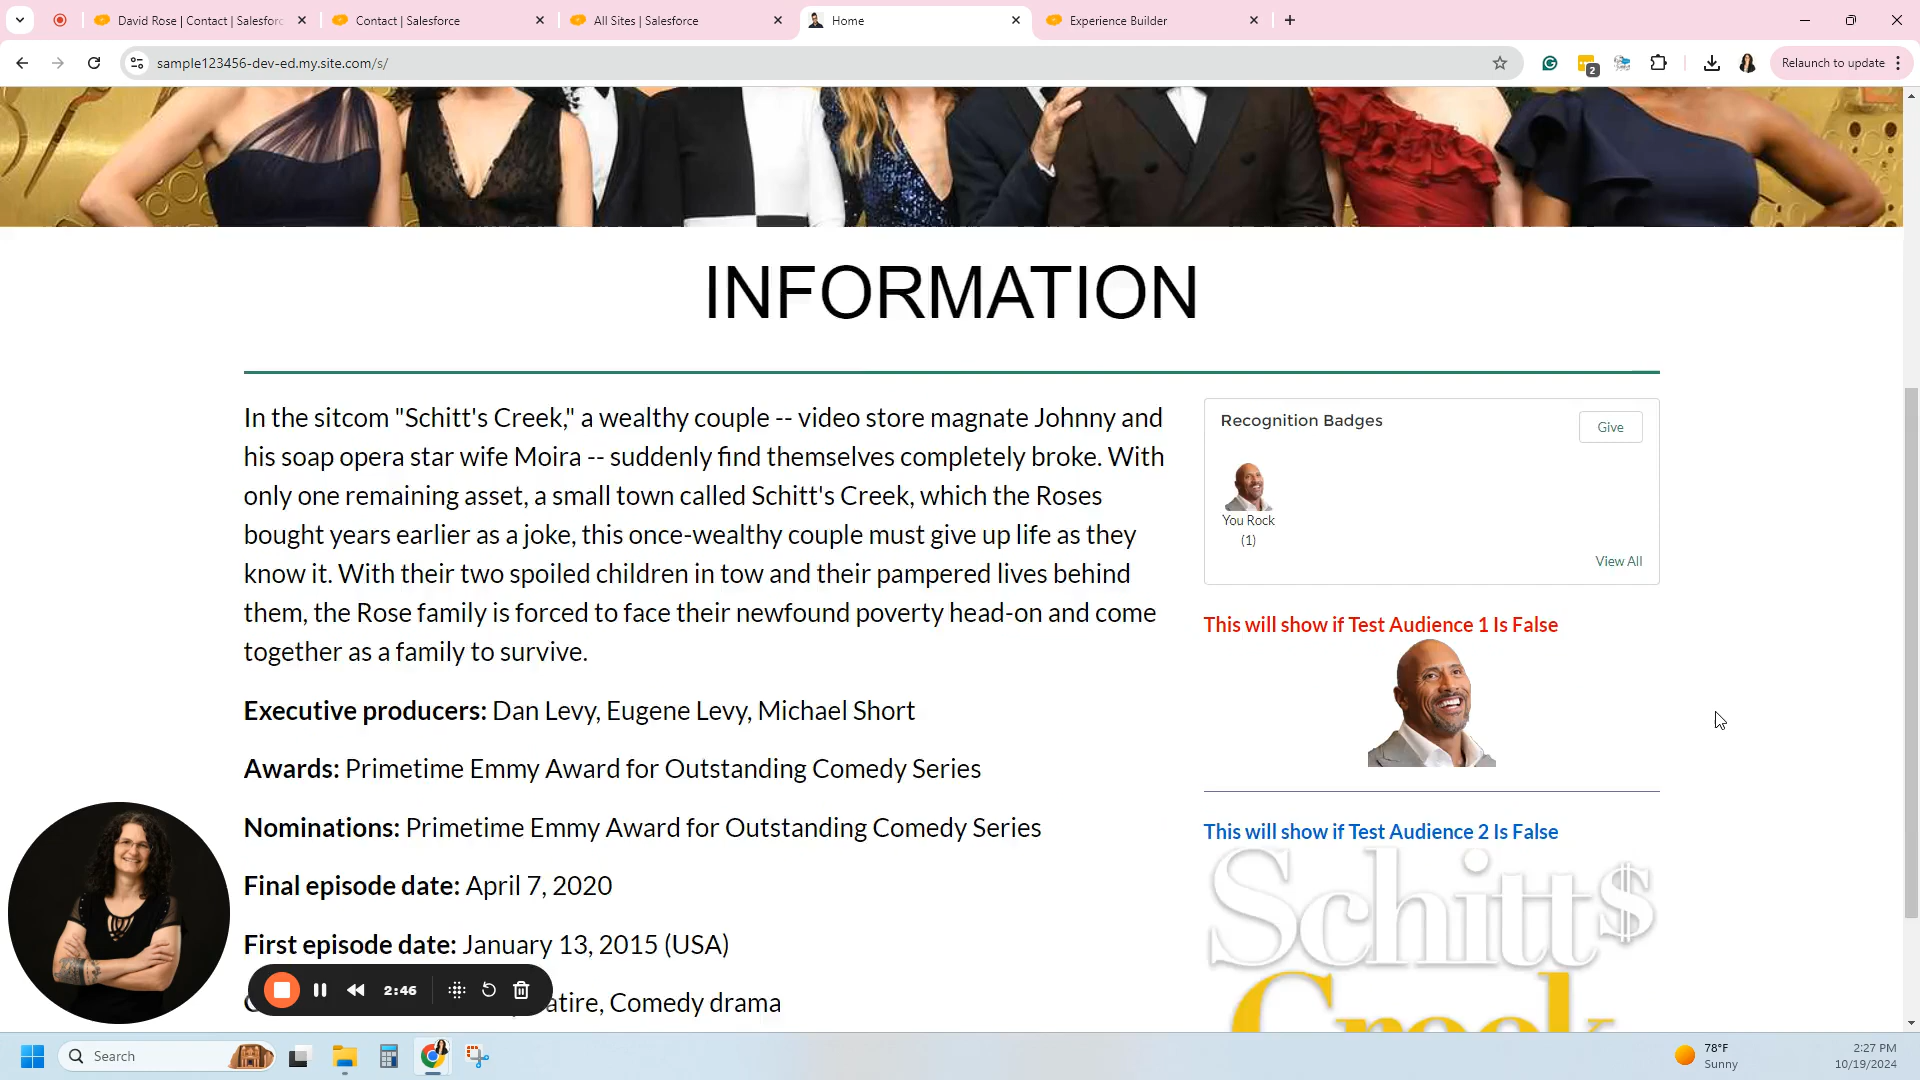 David Rose | Contact | Salesforc
Contact | Salesforce
All Sites | Salesforce
Home
Experience Builder
sample123456-dev-ed.my.site.com/s/
2
Relaunch to update
INFORMATION
In the sitcom "Schitt's Creek," a wealthy couple -- video store magnate Johnny and
his soap opera star wife Moira -- suddenly find themselves completely broke. With
only one remaining asset, a small town called Schitt's Creek, which the Roses
bought years earlier as a joke, this once-wealthy couple must give up life as they
know it. With their two spoiled children in tow and their pampered lives behind
them, the Rose family is forced to face their newfound poverty head-on and come
together as a family to survive.
Executive producers: Dan Levy, Eugene Levy, Michael Short
Awards: Primetime Emmy Award for Outstanding Comedy Series
Nominations: Primetime Emmy Award for Outstanding Comedy Series
Final episode date: April 7, 2020
First episode date: January 13, 2015 (USA)
atire, Comedy drama
Recognition Badges
Give
You Rock
(1)
View All
This will show if Test Audience 1 Is False
This will show if Test Audience 2 Is False
Schitt$
Creek
2:46
Search
78°F
Sunny
2:27 PM
10/19/2024